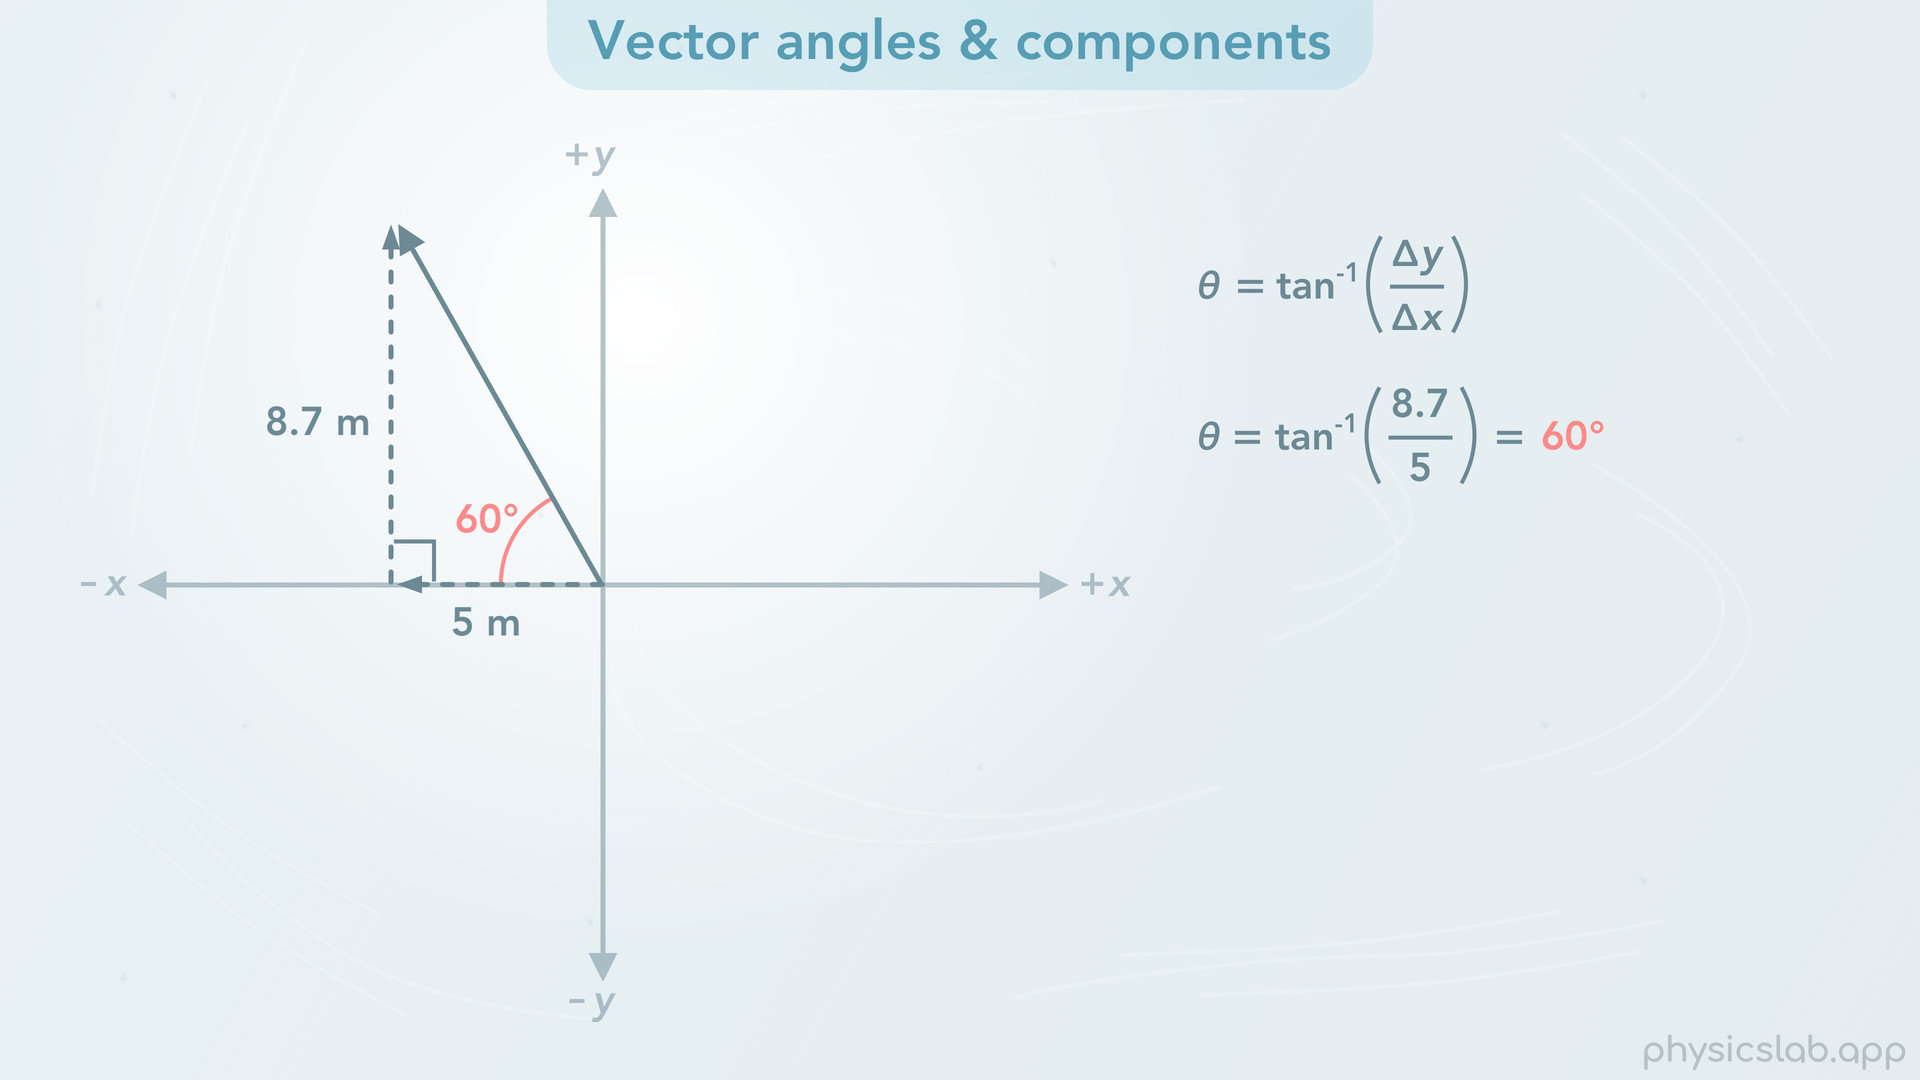 Vector angles & components
+y
θ = tan⁻¹(Δy/Δx)
8.7 m
θ = tan⁻¹(8.7/5) = 60°
60°
-x
+x
5 m
-y
physicslab.app